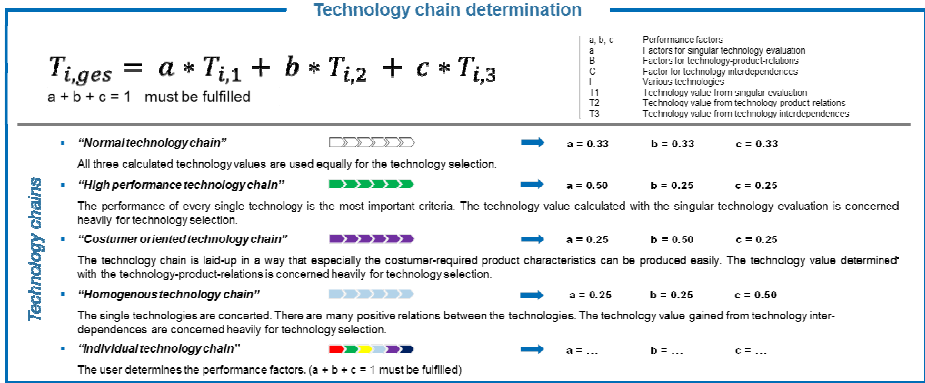 Technology chain determination
T i,ges = a * T i,1 + b * T i,2 + c * T i,3
a + b + c = 1 must be fulfilled
a, b, c Performance factors
a Factors for singular technology evaluation
B Factors for technology-product-relations
C Factor for technology interdependences
I Various technologies
T1 Technology value from singular evaluation
T2 Technology value from technology product relations
T3 Technology value from technology interdependences
Technology chains
▪ "Normal technology chain" a = 0.33 b = 0.33 c = 0.33
All three calculated technology values are used equally for the technology selection.
▪ "High performance technology chain" a = 0.50 b = 0.25 c = 0.25
The performance of every single technology is the most important criteria. The technology value calculated with the singular technology evaluation is concerned
heavily for technology selection.
▪ "Costumer oriented technology chain" a = 0.25 b = 0.50 c = 0.25
The technology chain is laid-up in a way that especially the costumer-required product characteristics can be produced easily. The technology value determined
with the technology-product-relations is concerned heavily for technology selection.
▪ "Homogenous technology chain" a = 0.25 b = 0.25 c = 0.50
The single technologies are concerted. There are many positive relations between the technologies. The technology value gained from technology inter-
dependences are concerned heavily for technology selection.
▪ "Individual technology chain" a = ... b = ... c = ...
The user determines the performance factors. (a + b + c = 1 must be fulfilled)